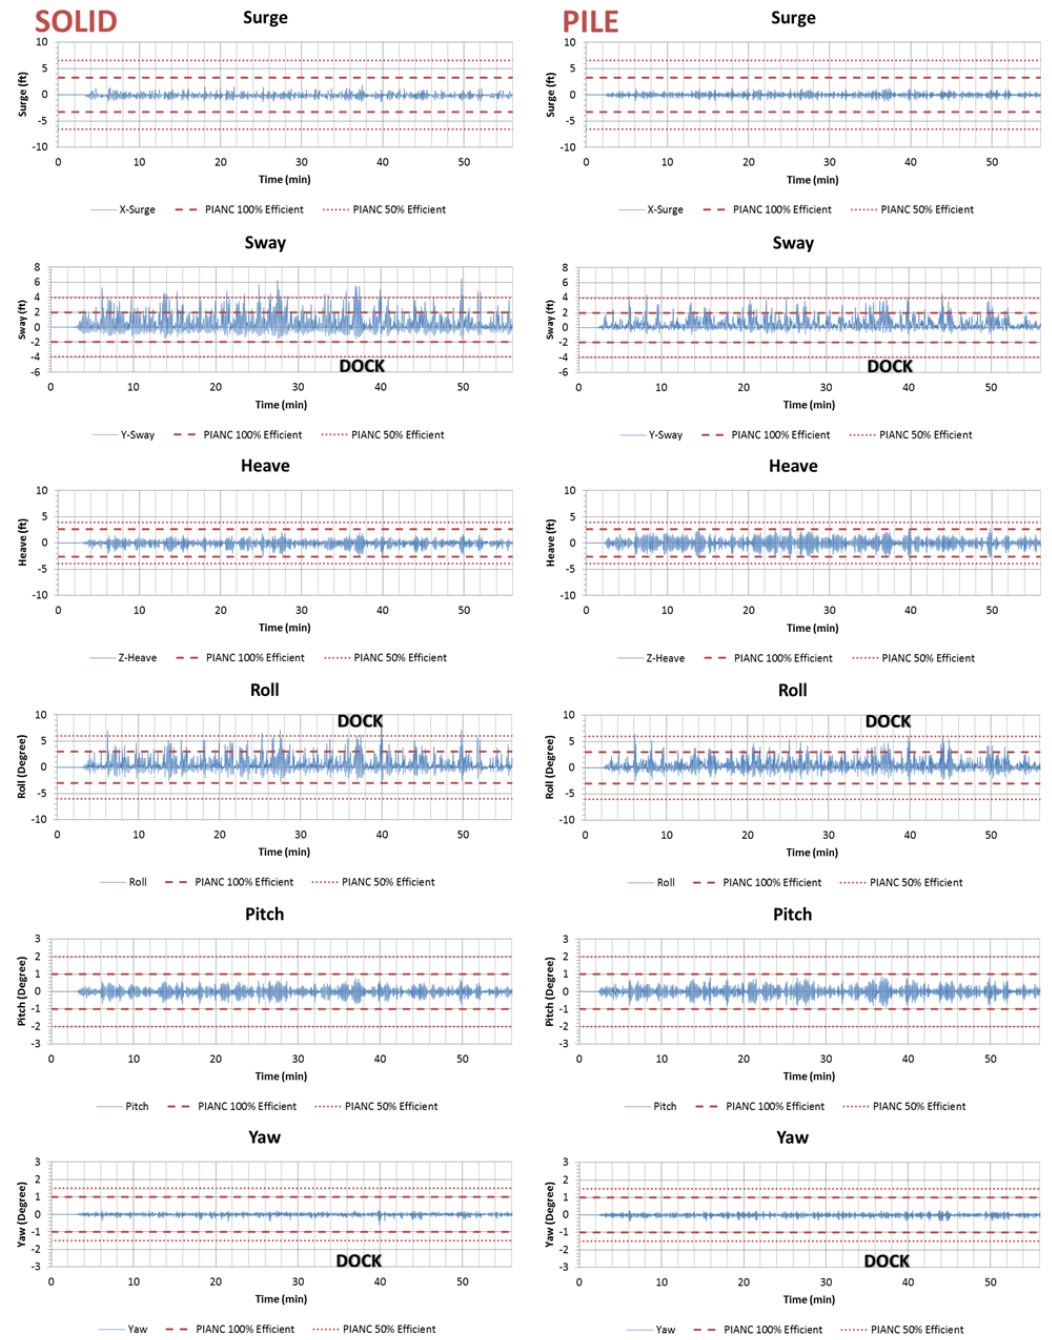 SOLID
Surge
Surge (ft)
10
5
0
-5
-10
0 10 20 30 40 50
Time (min)
X-Surge PIANC 100% Efficient PIANC 50% Efficient
Sway
Sway (ft)
8
6
4
2
0
-2
-4
-6
DOCK
0 10 20 30 40 50
Time (min)
Y-Sway PIANC 100% Efficient PIANC 50% Efficient
Heave
Heave (ft)
10
5
0
-5
-10
0 10 20 30 40 50
Time (min)
Z-Heave PIANC 100% Efficient PIANC 50% Efficient
Roll
DOCK
Roll (Degree)
10
5
0
-5
-10
0 10 20 30 40 50
Time (min)
Roll PIANC 100% Efficient PIANC 50% Efficient
Pitch
Pitch (Degree)
3
2
1
0
-1
-2
-3
0 10 20 30 40 50
Time (min)
Pitch PIANC 100% Efficient PIANC 50% Efficient
Yaw
Yaw (Degree)
3
2
1
0
-1
-2
-3
DOCK
0 10 20 30 40 50
Time (min)
Yaw PIANC 100% Efficient PIANC 50% Efficient
PILE
Surge
Surge (ft)
10
5
0
-5
-10
0 10 20 30 40 50
Time (min)
X-Surge PIANC 100% Efficient PIANC 50% Efficient
Sway
Sway (ft)
8
6
4
2
0
-2
-4
-6
DOCK
0 10 20 30 40 50
Time (min)
Y-Sway PIANC 100% Efficient PIANC 50% Efficient
Heave
Heave (ft)
10
5
0
-5
-10
0 10 20 30 40 50
Time (min)
Z-Heave PIANC 100% Efficient PIANC 50% Efficient
Roll
DOCK
Roll (Degree)
10
5
0
-5
-10
0 10 20 30 40 50
Time (min)
Roll PIANC 100% Efficient PIANC 50% Efficient
Pitch
Pitch (Degree)
3
2
1
0
-1
-2
-3
0 10 20 30 40 50
Time (min)
Pitch PIANC 100% Efficient PIANC 50% Efficient
Yaw
Yaw (Degree)
3
2
1
0
-1
-2
-3
DOCK
0 10 20 30 40 50
Time (min)
Yaw PIANC 100% Efficient PIANC 50% Efficient